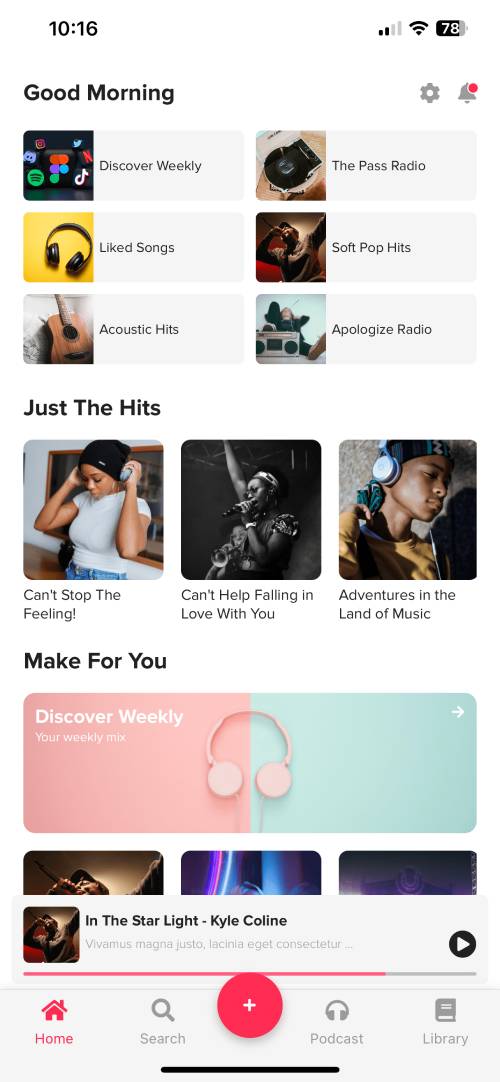 10:16
78
Good Morning
Discover Weekly
The Pass Radio
Liked Songs
Soft Pop Hits
Acoustic Hits
Apologize Radio
Just The Hits
Can't Stop The
Feeling!
Can't Help Falling in
Love With You
Adventures in the
Land of Music
Make For You
Discover Weekly
Your weekly mix
In The Star Light - Kyle Coline
Vivamus magna justo, lacinia eget consectetur ...
Home
Search
Podcast
Library